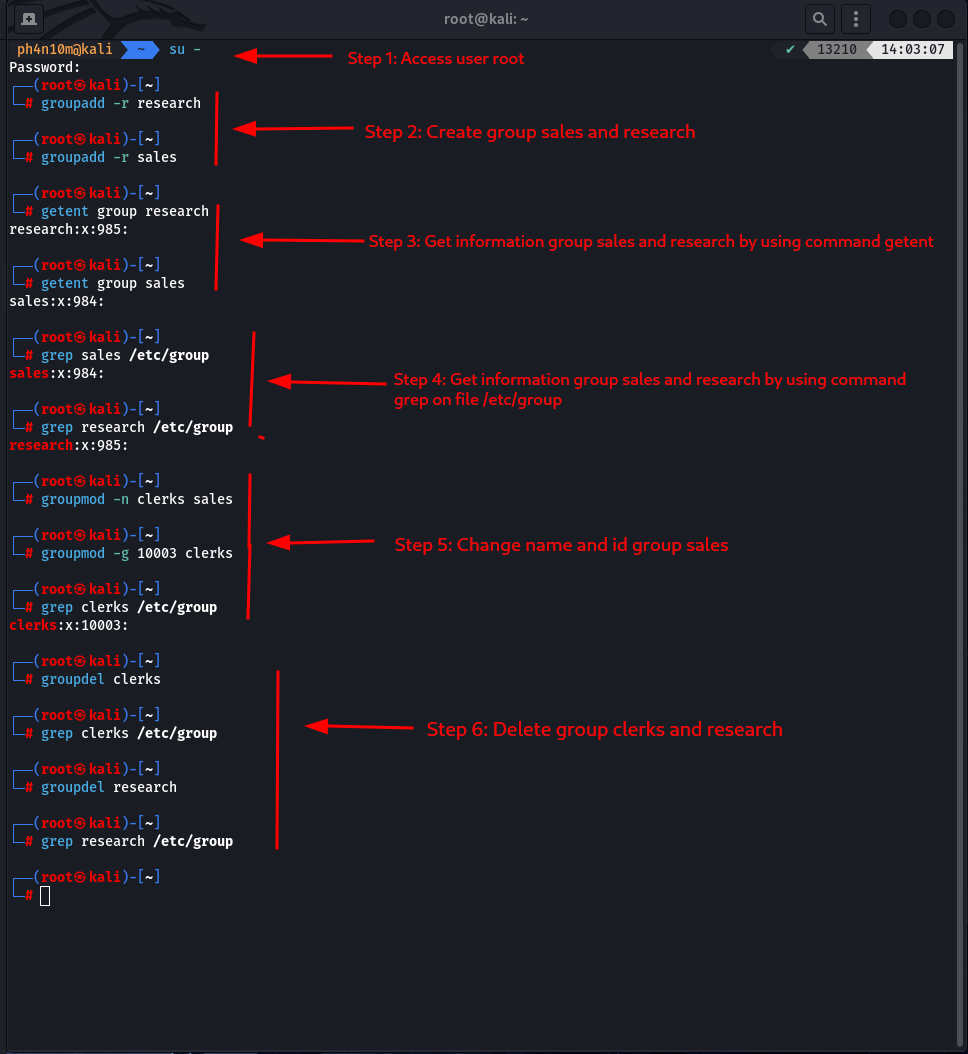 root@kali: ~
ph4n10m@kali ~ su - ✔ 13210 14:03:07
Step 1: Access user root
Password:
┌──(root㉿kali)-[~]
└─# groupadd -r research
Step 2: Create group sales and research
┌──(root㉿kali)-[~]
└─# groupadd -r sales
┌──(root㉿kali)-[~]
└─# getent group research
research:x:985:
Step 3: Get information group sales and research by using command getent
┌──(root㉿kali)-[~]
└─# getent group sales
sales:x:984:
┌──(root㉿kali)-[~]
└─# grep sales /etc/group
sales:x:984:
Step 4: Get information group sales and research by using command
grep on file /etc/group
┌──(root㉿kali)-[~]
└─# grep research /etc/group
research:x:985:
┌──(root㉿kali)-[~]
└─# groupmod -n clerks sales
┌──(root㉿kali)-[~]
└─# groupmod -g 10003 clerks
Step 5: Change name and id group sales
┌──(root㉿kali)-[~]
└─# grep clerks /etc/group
clerks:x:10003:
┌──(root㉿kali)-[~]
└─# groupdel clerks
┌──(root㉿kali)-[~]
└─# grep clerks /etc/group
Step 6: Delete group clerks and research
┌──(root㉿kali)-[~]
└─# groupdel research
┌──(root㉿kali)-[~]
└─# grep research /etc/group
┌──(root㉿kali)-[~]
└─#